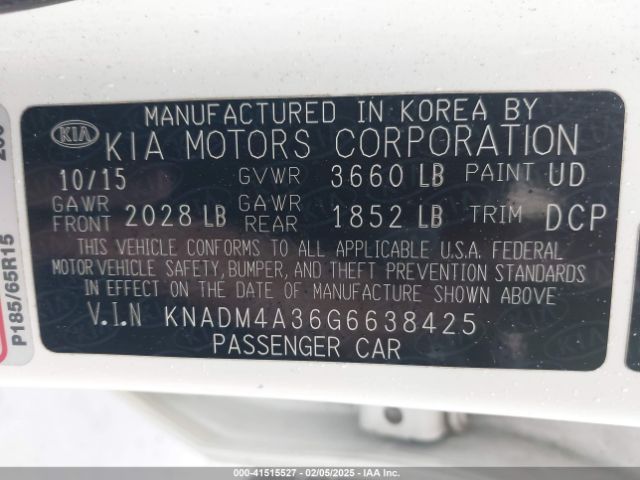 MANUFACTURED IN KOREA BY
KIA KIA MOTORS CORPORATION
10/15 GVWR 3660 LB PAINT UD
GAWR FRONT 2028 LB GAWR REAR 1852 LB TRIM DCP
THIS VEHICLE CONFORMS TO ALL APPLICABLE U.S.A. FEDERAL
MOTOR VEHICLE SAFETY, BUMPER, AND THEFT PREVENTION STANDARDS
IN EFFECT ON THE DATE OF MANUFACTURE SHOWN ABOVE
V.I.N KNADM4A36G6638425
PASSENGER CAR
P185/65R15
000-41515527 - 02/05/2025 - IAA Inc.